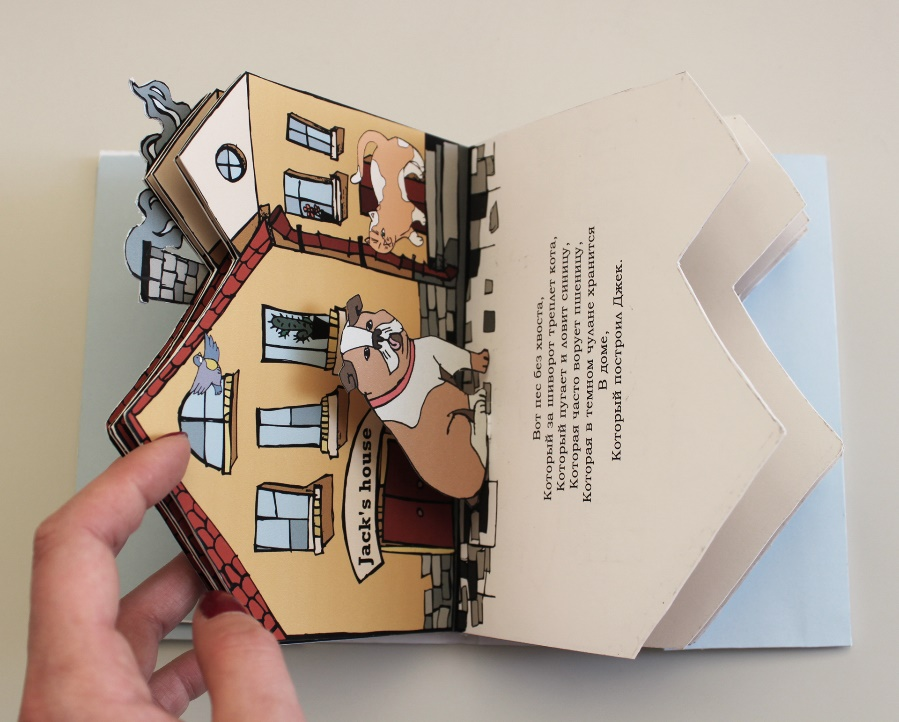 Jack's house
Вот пес без хвоста,
Который за шиворот треплет кота,
Который пугает и ловит синицу,
Которая часто ворует пшеницу,
Которая в темном чулане хранится
В доме,
Который построил Джек.